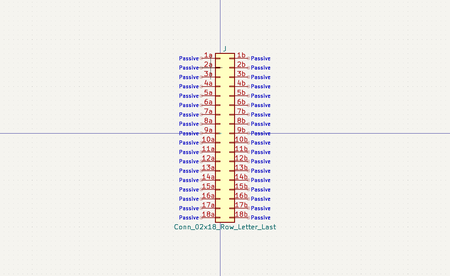 J
Passive 1a 1b Passive
Passive 2a 2b Passive
Passive 3a 3b Passive
Passive 4a 4b Passive
Passive 5a 5b Passive
Passive 6a 6b Passive
Passive 7a 7b Passive
Passive 8a 8b Passive
Passive 9a 9b Passive
Passive 10a 10b Passive
Passive 11a 11b Passive
Passive 12a 12b Passive
Passive 13a 13b Passive
Passive 14a 14b Passive
Passive 15a 15b Passive
Passive 16a 16b Passive
Passive 17a 17b Passive
Passive 18a 18b Passive
Conn_02x18_Row_Letter_Last